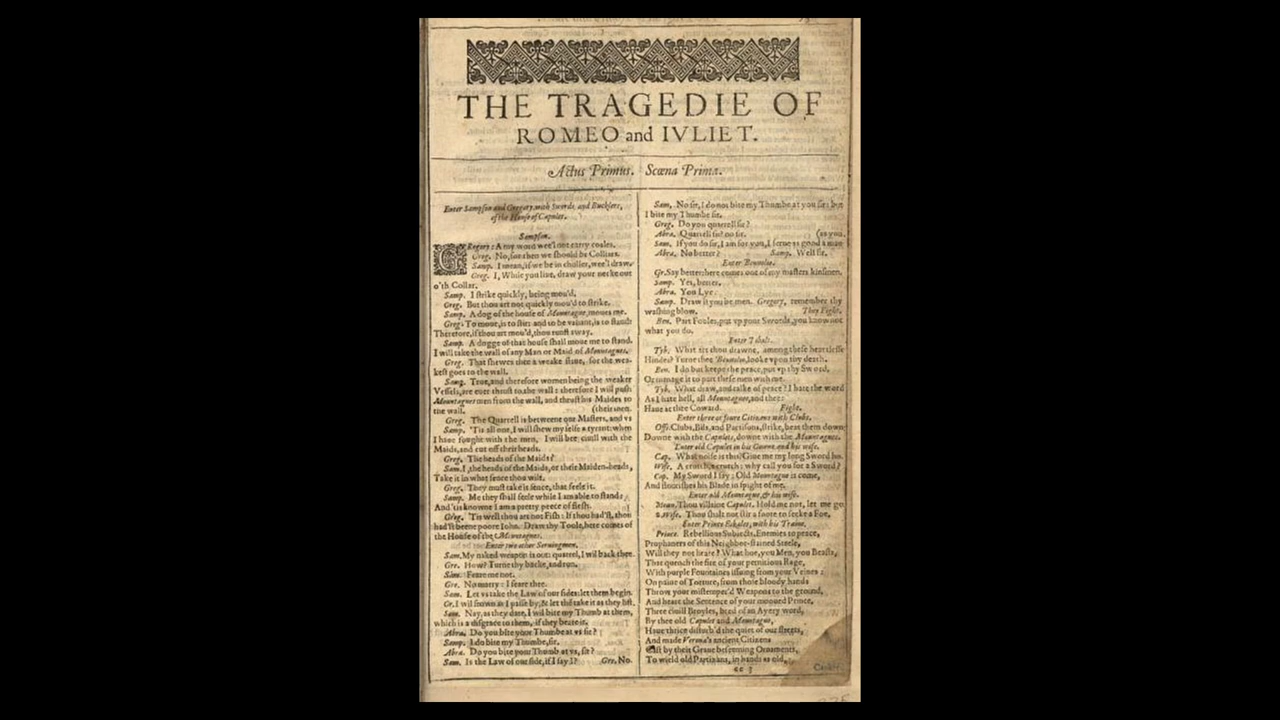 THE TRAGEDIE OF
ROMEO and IVLIET.
Actus Primus. Scœna Prima.
Enter Sampson and Gregory, with Swords and Bucklers,
of the House of Capulet.
Sampson.
Gregory: A my word wee'l not carry coales.
Greg. No, for then we should be Colliars.
Samp. I mean, if we be in choller, wee'l draw.
Greg. I, While you liue, draw your necke out
o'th Collar.
Samp. I strike quickly, being mou'd.
Greg. But thou art not quickly mou'd to strike.
Samp. A dog of the house of Mountague, moues me.
Greg. To moue, is to stir: and to be valiant, is to stand:
Therefore, if thou art mou'd, thou runst away.
Samp. A dogge of that house shall moue me to stand.
I will take the wall of any Man or Maid of Mountagues.
Greg. That shewes thee a weake slaue, for the wea-
kest goes to the wall.
Samp. True, and therefore women being the weaker
Vessels, are euer thrust to the wall: therefore I will push
Mountagues men from the wall, and thrust his Maides to
the wall. (their men.
Greg. The Quarrell is betweene our Masters, and vs
Samp. 'Tis all one, I will shew my selfe a tyrant: when
I haue fought with the men, I will bee ciuill with the
Maids, and cut off their heads.
Greg. The heads of the Maids?
Sam. I, the heads of the Maids, or their Maiden-heads,
Take it in what sence thou wilt.
Greg. They must take it sence, that feele it.
Samp. Me they shall feele while I am able to stand:
And 'tis knowne I am a pretty peece of flesh.
Greg. 'Tis well thou art not Fish: If thou had'st, thou
had'st beene poore Iohn. Draw thy Toole, here comes of
the House of the Mountagues.
Enter two other Seruingmen.
Sam. My naked weapon is out: quarrel, I wil back thee
Gre. How? Turne thy backe, and run.
Sam. Feare me not.
Gre. No marry: I feare thee.
Sam. Let vs take the Law of our sides: let them begin.
Gr. I wil frown as I passe by, & let thē take it as they list
Sam. Nay, as they dare, I wil bite my Thumb at them,
which is a disgrace to them, if they beare it.
Abra. Do you bite your Thumbe at vs sir?
Samp. I do bite my Thumbe, sir.
Abra. Do you bite your Thumb at vs, sir?
Sam. Is the Law of our side, if I say I? Gre. No.
Sam. No sir, I do not bite my Thumbe at you sir: but
I bite my Thumbe sir.
Greg. Do you quarrell sir?
Abra. Quarrell sir? no sir. (as you
Sam. If you do sir, I am for you, I serue as good a man
Abra. No better? Samp. Well sir.
Enter Benuolio.
Gr. Say better: here comes one of my masters kinsmen.
Samp. Yes, better.
Abra. You Lye.
Samp. Draw if you be men. Gregory, remember thy
washing blow. They Fight.
Ben. Part Fooles, put vp your Swords, you know not
what you do.
Enter Tibalt.
Tyb. What art thou drawne, among these heartlesse
Hindes? Turne thee Benuolio, looke vpon thy death.
Ben. I do but keepe the peace, put vp thy Sword,
Or manage it to part these men with me.
Tyb. What draw, and talke of peace? I hate the word
As I hate hell, all Mountagues, and thee:
Haue at thee Coward. Fight.
Enter three or foure Citizens with Clubs.
Offi. Clubs, Bils, and Partisons, strike, beat them down
Downe with the Capulets, downe with the Mountagues.
Enter old Capulet in his Gowne, and his wife.
Cap. What noise is this? Giue me my long Sword ho.
Wife. A crutch, a crutch: why call you for a Sword?
Cap. My Sword I say: Old Mountague is come,
And flourishes his Blade in spight of me.
Enter old Mountague, & his wife.
Moun. Thou villaine Capulet. Hold me not, let me go
2. Wife. Thou shalt not stir a foote to seeke a Foe.
Enter Prince Eskales, with his Traine.
Prince. Rebellious Subiects, Enemies to peace,
Prophaners of this Neighbor-stained Steele,
Will they not heare? What hoe, you Men, you Beasts,
That quench the fire of your pernitious Rage,
With purple Fountaines issuing from your Veines:
On paine of Torture, from those bloody hands
Throw your mistemper'd Weapons to the ground,
And heare the Sentence of your mooued Prince.
Three ciuill Broyles, bred of an Ayery word,
By thee old Capulet and Mountague,
Haue thrice disturb'd the quiet of our streets,
And made Verona's ancient Citizens
Cast by their Graue beseeming Ornaments,
To wield old Partizans, in hands as old,
ee 3